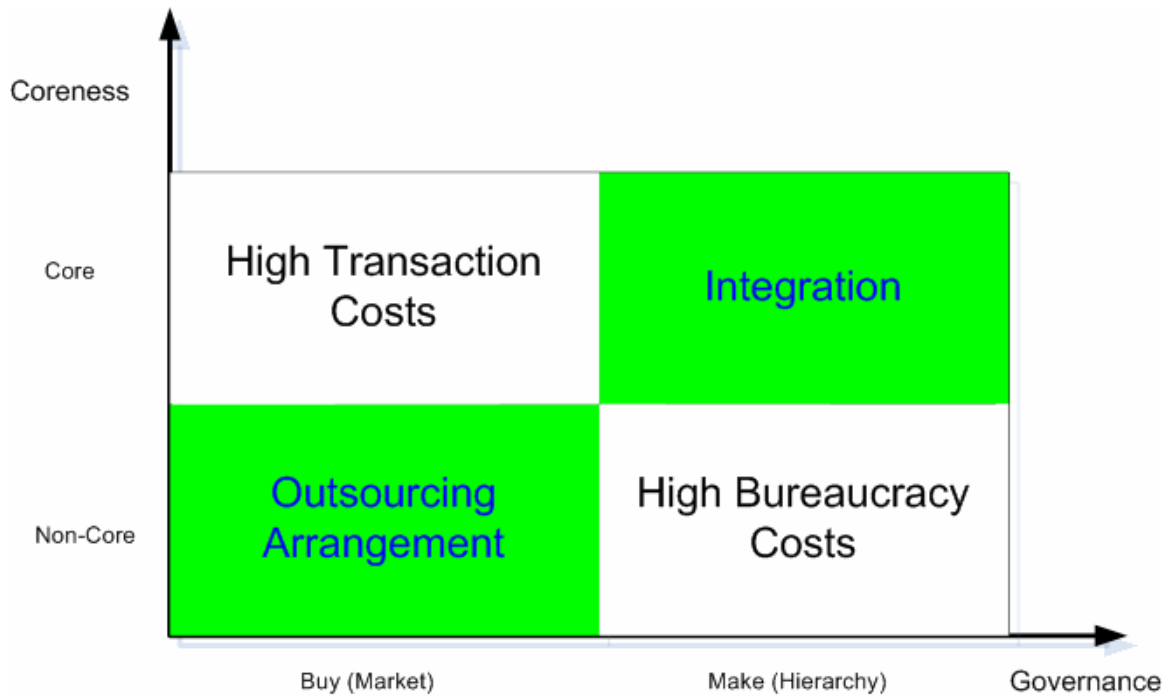 Coreness
High Transaction
Costs
Integration
Core
Outsourcing
Arrangement
High Bureaucracy
Costs
Non-Core
Buy (Market)
Make (Hierarchy)
Governance